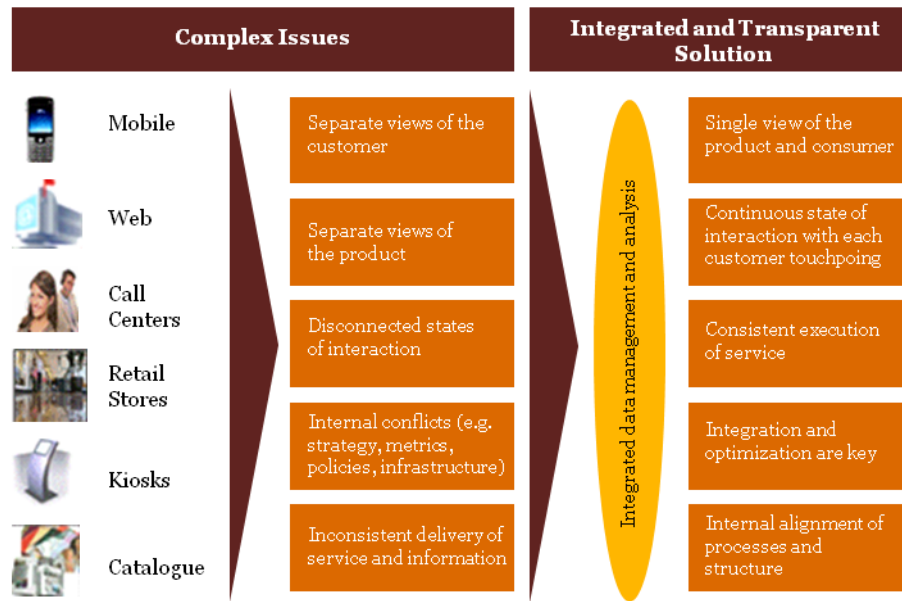 Complex Issues
Integrated and Transparent
Solution
Mobile
Web
Call
Centers
Retail
Stores
Kiosks
Catalogue
Separate views of the
customer
Separate views of
the product
Disconnected states
of interaction
Internal conflicts (e.g.
strategy, metrics,
policies, infrastructure)
Inconsistent delivery of
service and information
Integrated data management and analysis
Single view of the
product and consumer
Continuous state of
interaction with each
customer touchpoing
Consistent execution
of service
Integration and
optimization are key
Internal alignment of
processes and
structure